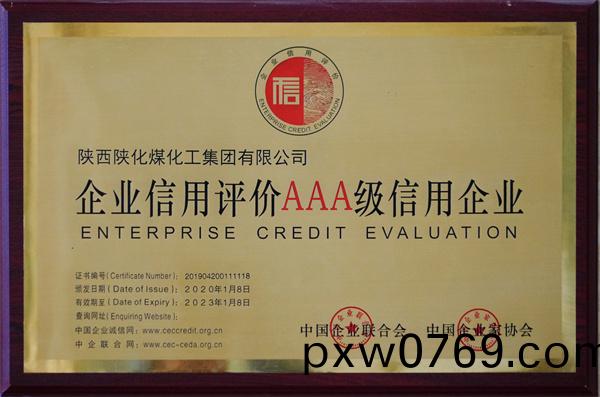 企业信用评价
信
ENTERPRISE CREDIT EVALUATION
陕西陕化煤化工集团有限公司
企业信用评价AAA级信用企业
ENTERPRISE CREDIT EVALUATION
证书编号(Certificate Number)：201904200111118
颁发日期(Date of Issue)：2020年1月8日
有效期至(Date of Expiry)：2023年1月8日
查询网址(Enquiring Website)：
中国企业诚信网：www.ceccredit.org.cn
中企联合网：www.cec-ceda.org.cn
中国企业联合会 中国企业家协会
pxw0769.com